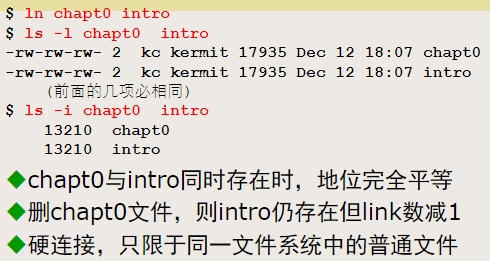 $ ln chapt0 intro
$ ls -l chapt0  intro
-rw-rw-rw- 2  kc kermit 17935 Dec 12 18:07 chapt0
-rw-rw-rw- 2  kc kermit 17935 Dec 12 18:07 intro
(前面的几项必相同)
$ ls -i chapt0  intro
13210  chapt0
13210  intro
◆chapt0与intro同时存在时，地位完全平等
◆删chapt0文件，则intro仍存在但link数减1
◆硬连接，只限于同一文件系统中的普通文件